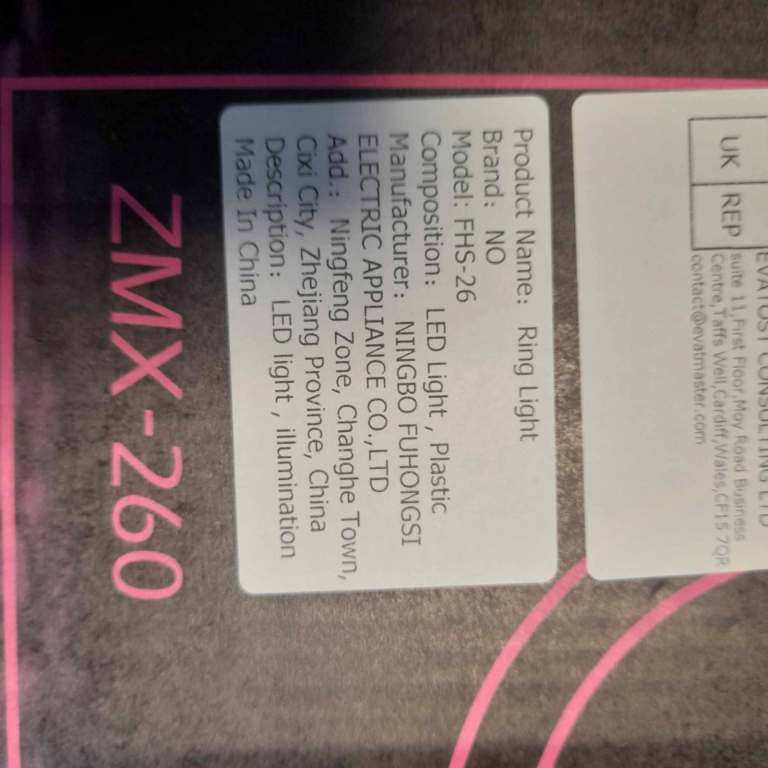 EVATOST CONSULTING LTD
UK REP
suite 11,First Floor,Moy Road Business
Centre,Taffs Well,Cardiff,Wales,CF15 7QR
contact@evatmaster.com
Product Name: Ring Light
Brand: NO
Model: FHS-26
Composition: LED Light , Plastic
Manufacturer: NINGBO FUHONGSI
ELECTRIC APPLIANCE CO.,LTD
Add.: Ningfeng Zone, Changhe Town,
Cixi City, Zhejiang Province, China
Description: LED light , illumination
Made In China
ZMX-260